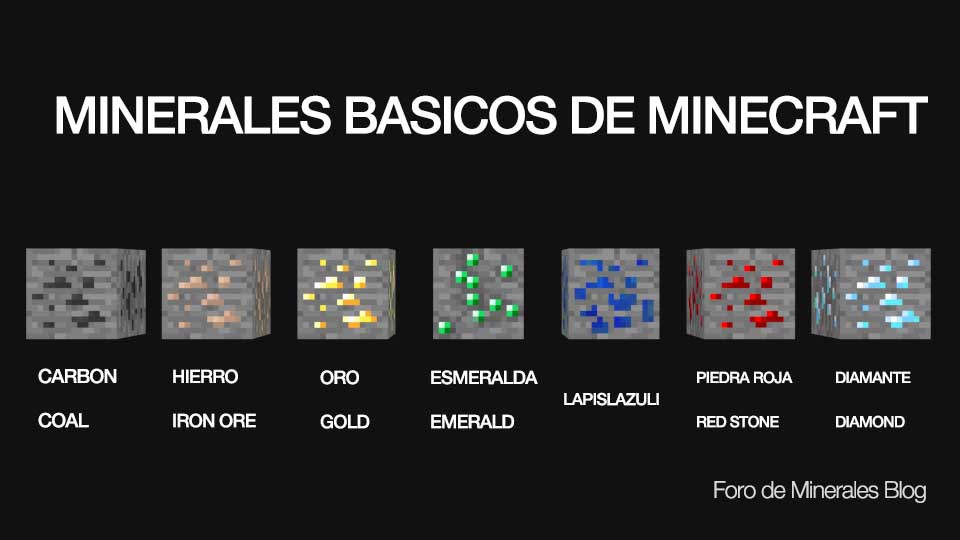 MINERALES BASICOS DE MINECRAFT
CARBON
COAL
HIERRO
IRON ORE
ORO
GOLD
ESMERALDA
EMERALD
LAPISLAZULI
PIEDRA ROJA
RED STONE
DIAMANTE
DIAMOND
Foro de Minerales Blog